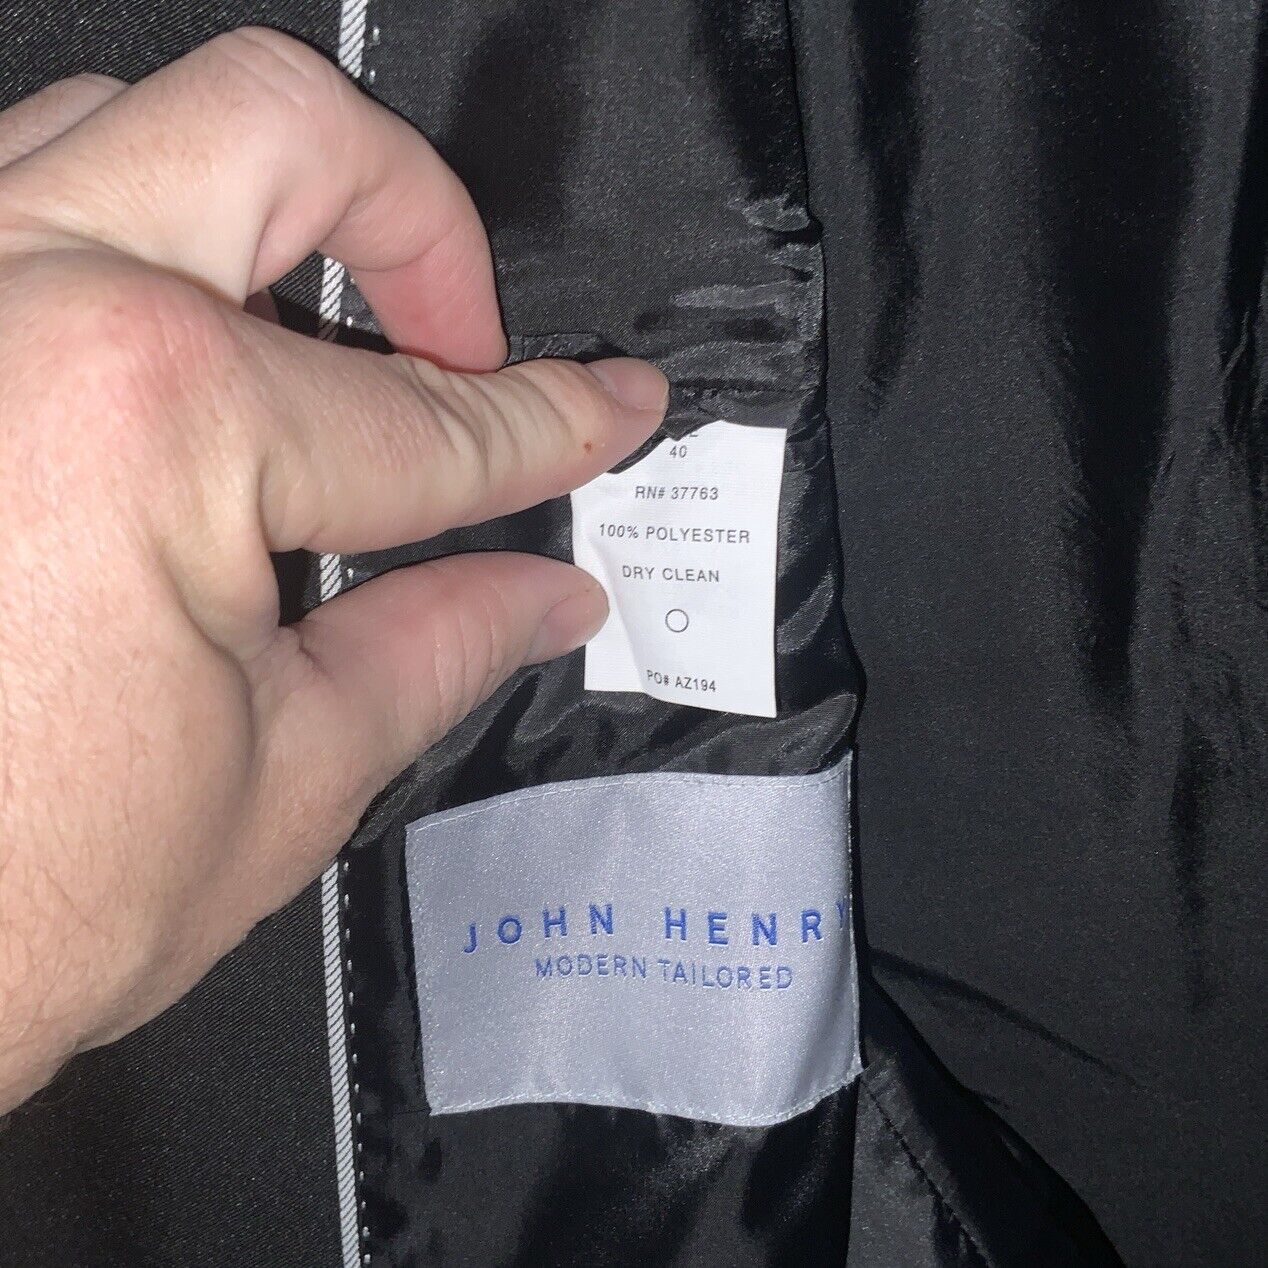 40
RN# 37763
100% POLYESTER
DRY CLEAN
PO# AZ194
JOHN HENRY
MODERN TAILORED